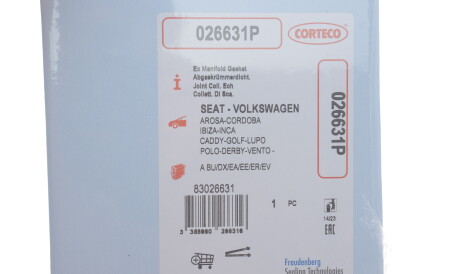 026631P
CORTECO
Ex Manifold Gasket
Abgaskrümmerdicht.
Joint Coll. Ech
Collett. Di Sca.
026631P
SEAT - VOLKSWAGEN
AROSA-CORDOBA
IBIZA-INCA
CADDY-GOLF-LUPO
POLO-DERBY-VENTO -
A BU/DX/EA/EE/ER/EV
83026631
1 PC
14/23
EAC
Freudenberg
Sealing Technologies